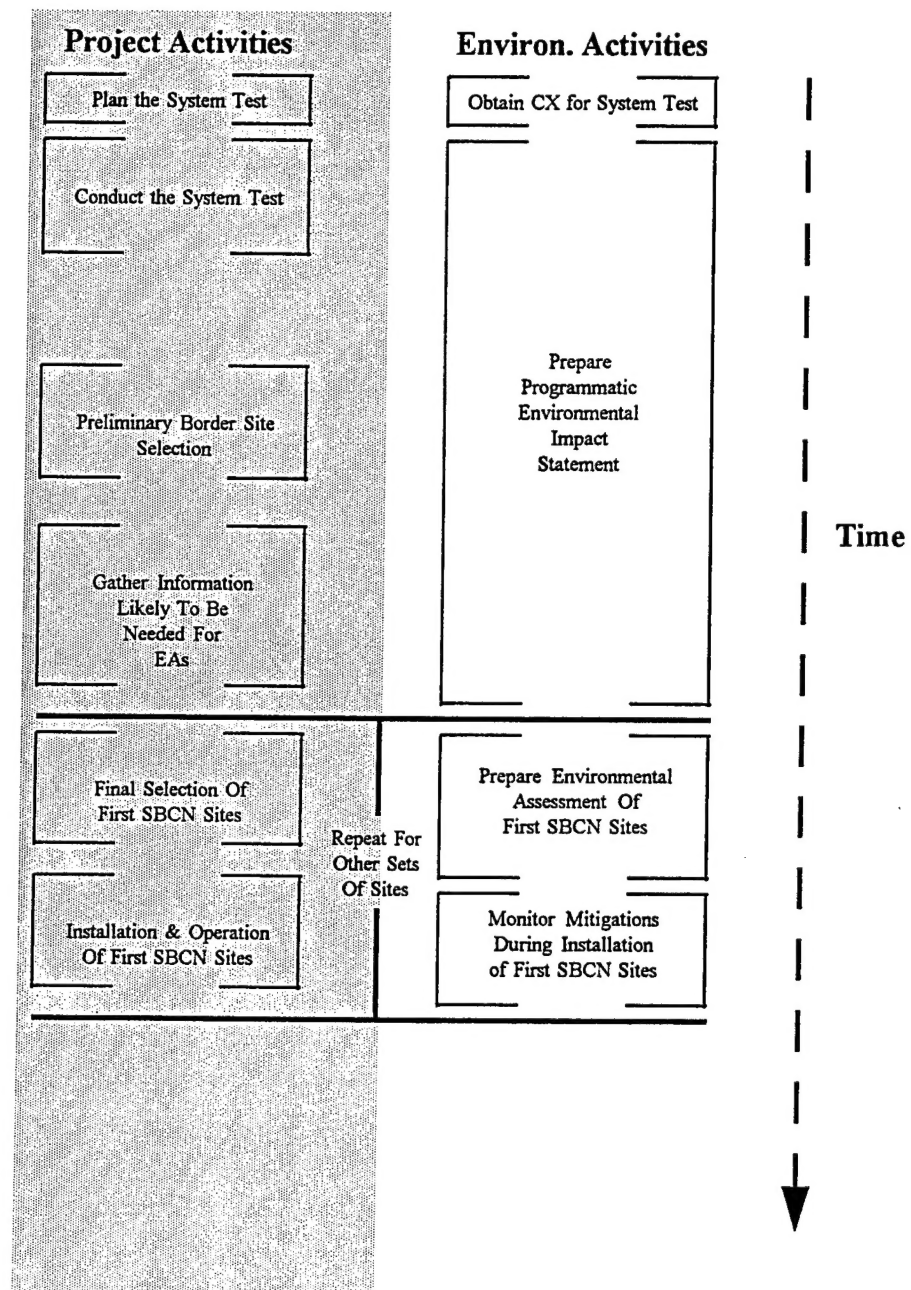 Project Activities
Plan the System Test
Conduct the System Test
Preliminary Border Site
Selection
Gather Information
Likely To Be
Needed For
EAs
Final Selection Of
First SBCN Sites
Installation & Operation
Of First SBCN Sites
Repeat For
Other Sets
Of Sites
Environ. Activities
Obtain CX for System Test
Prepare
Programmatic
Environmental
Impact
Statement
Prepare Environmental
Assessment Of
First SBCN Sites
Monitor Mitigations
During Installation
of First SBCN Sites
Time